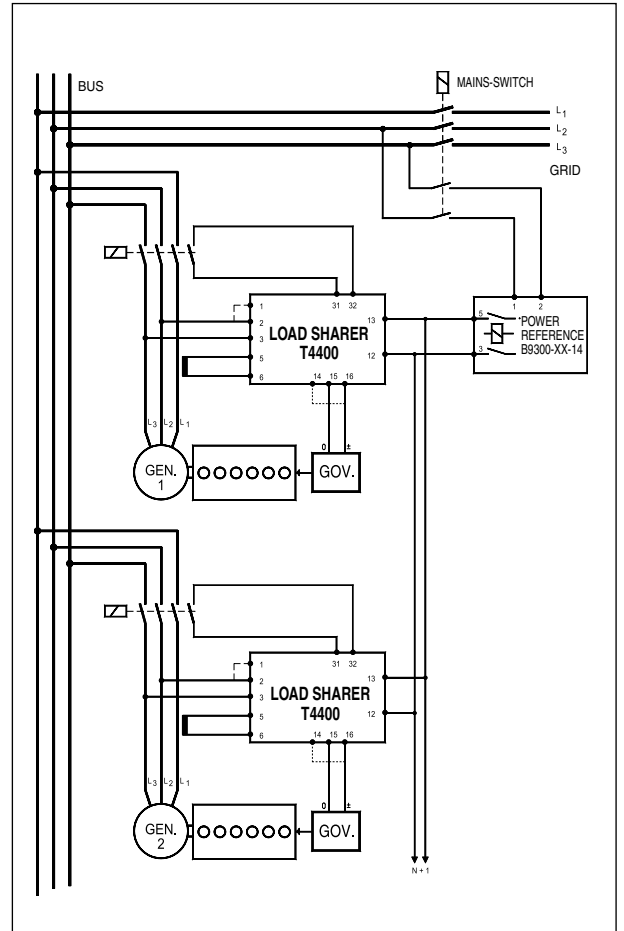 BUS
MAINS-SWITCH
L1
L2
L3
GRID
1 2
5
3
*POWER
REFERENCE
B9300-XX-14
31 32
1
2
3
5
6
13
12
LOAD SHARER
T4400
14 15 16
L3 L2 L1
0 ±
GEN.
1
GOV.
31 32
1
2
3
5
6
13
12
LOAD SHARER
T4400
14 15 16
L3 L2 L1
0 ±
GEN.
2
GOV.
N + 1